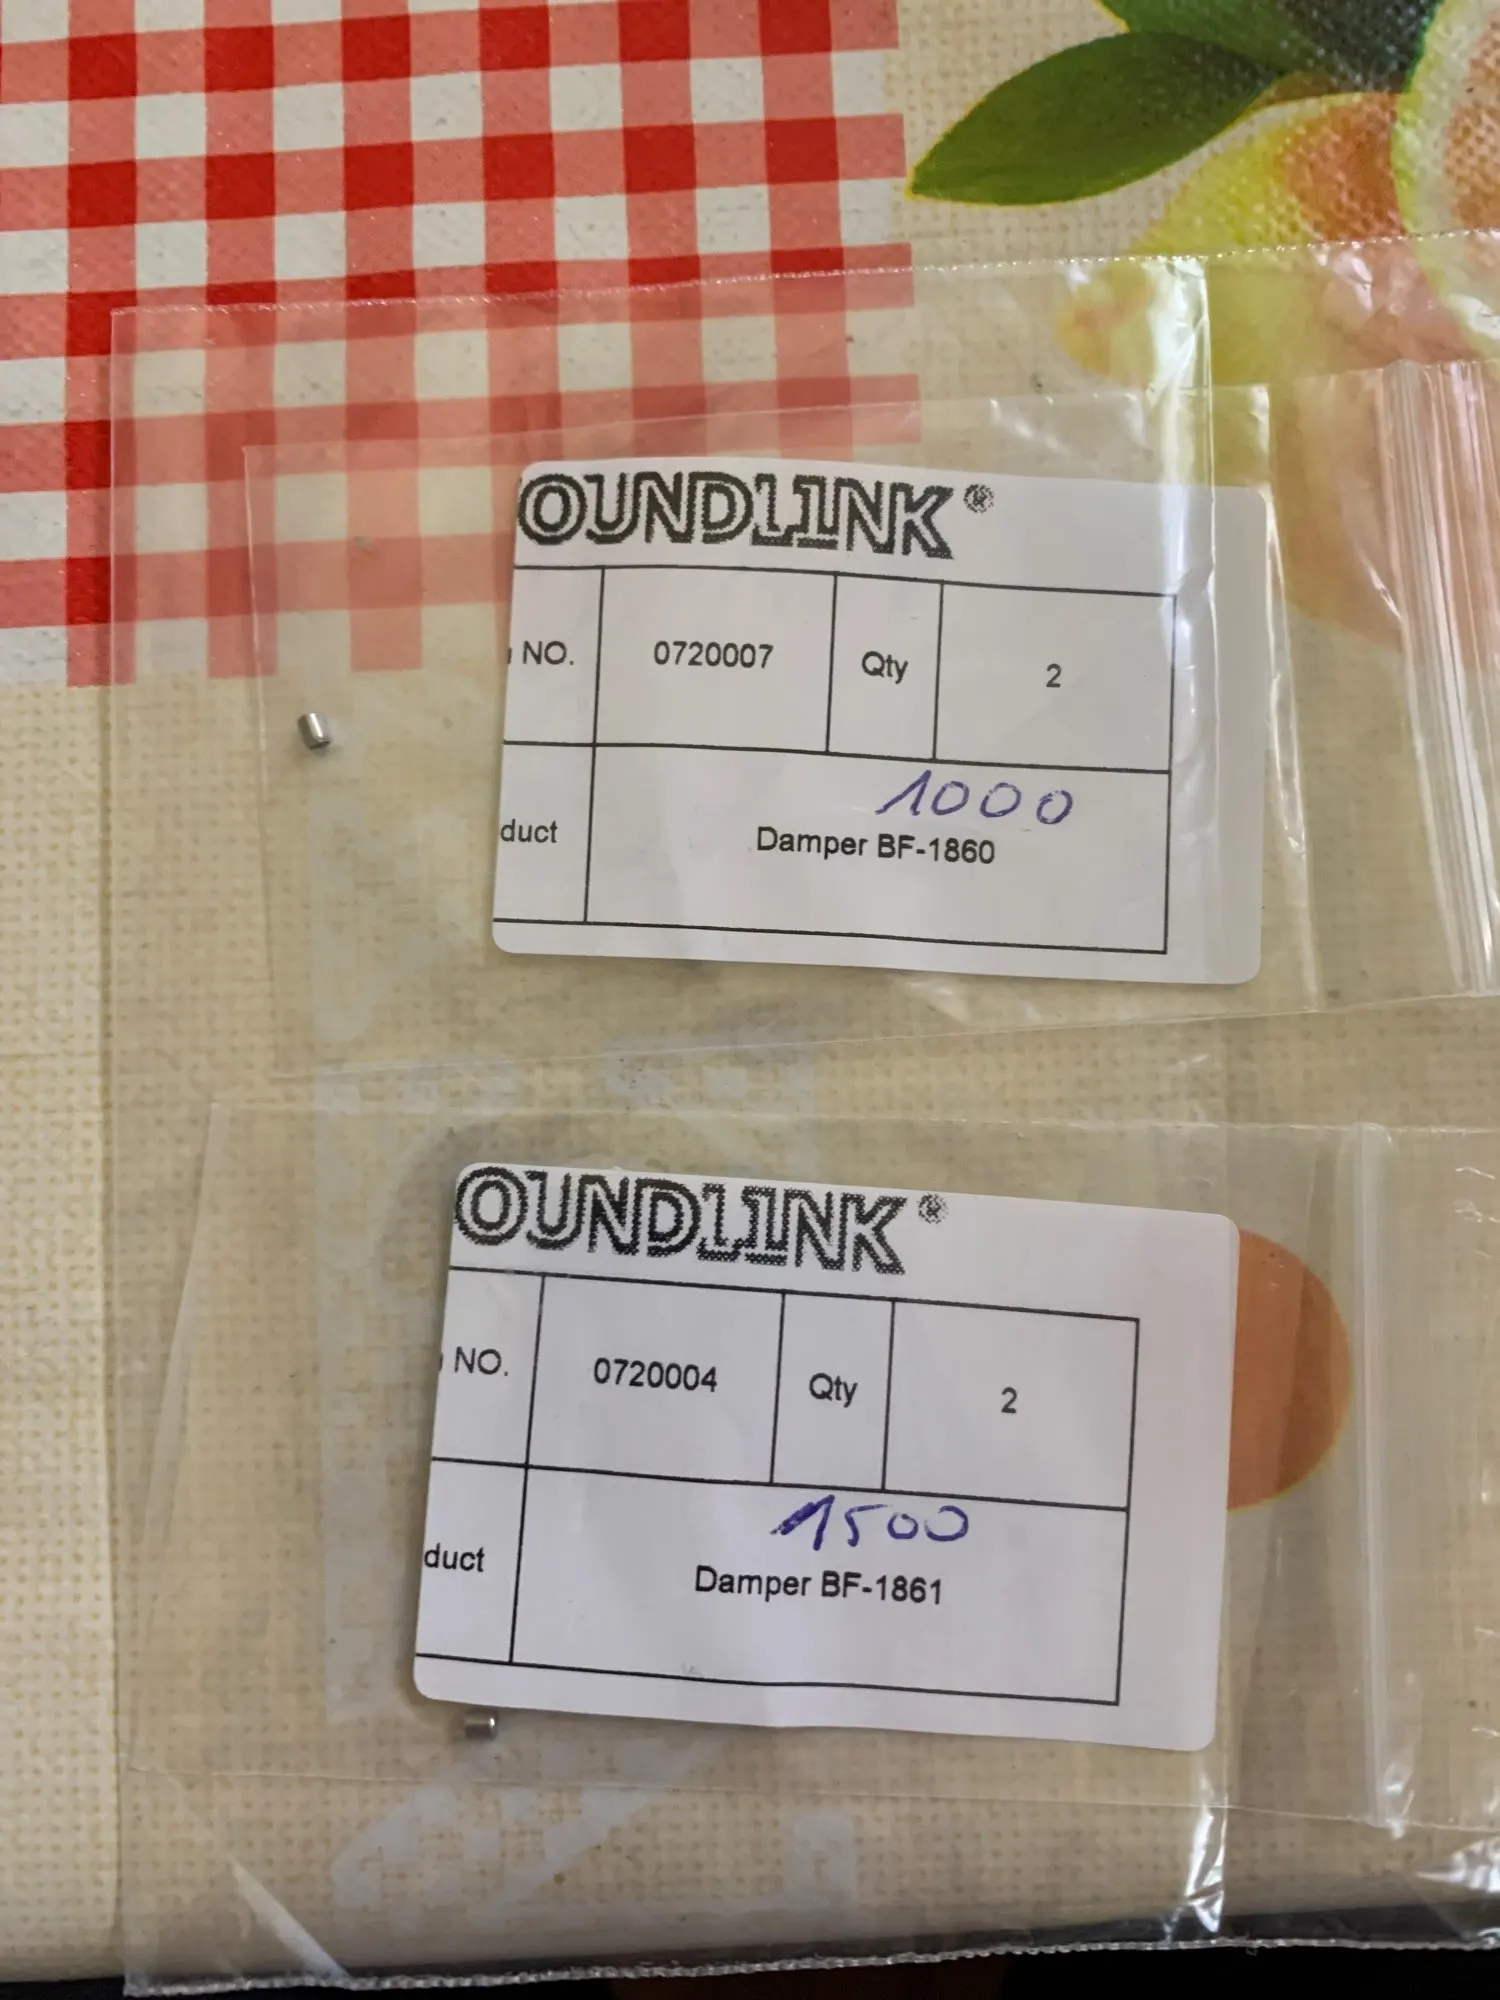 OUNDLINK®
NO. 0720007 Qty 2
1000
duct Damper BF-1860
OUNDLINK®
NO. 0720004 Qty 2
1500
duct Damper BF-1861